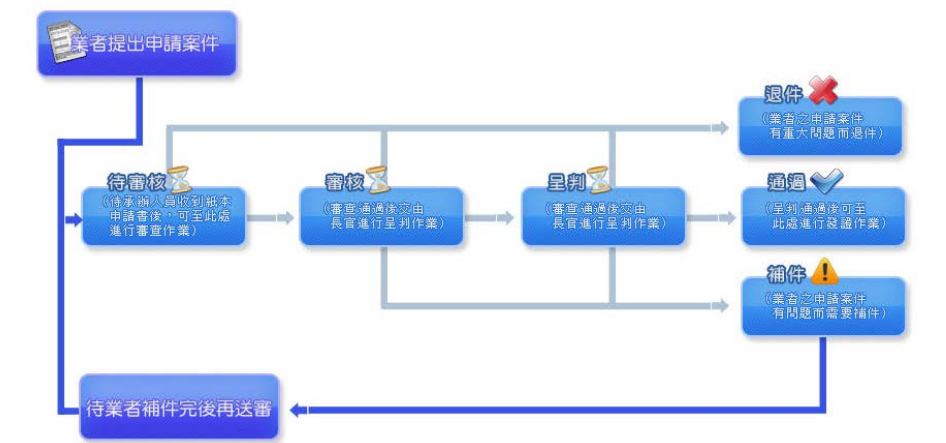 業者提出申請案件
退件
(業者之申請案件
有重大問題而退件)
待審核
(待承辦人員收到紙本
申請書後，可至此處
進行審查作業)
審核
(審查通過後交由
長官進行呈判作業)
呈判
(審查通過後交由
長官進行呈判作業)
通過
(呈判通過後可至
此處進行發證作業)
補件
(業者之申請案件
有問題而需要補件)
待業者補件完後再送審